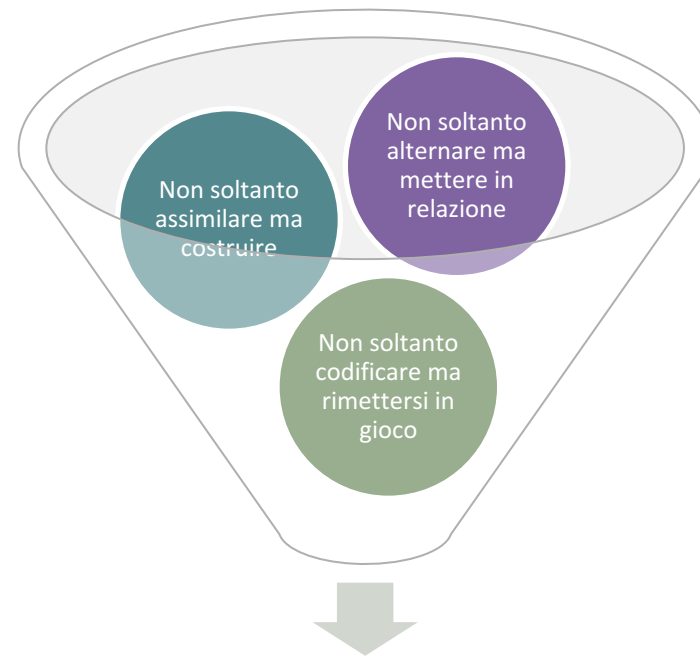 Non soltanto
alternare ma
mettere in
relazione
Non soltanto
assimilare ma
costruire
Non soltanto
codificare ma
rimettersi in
gioco